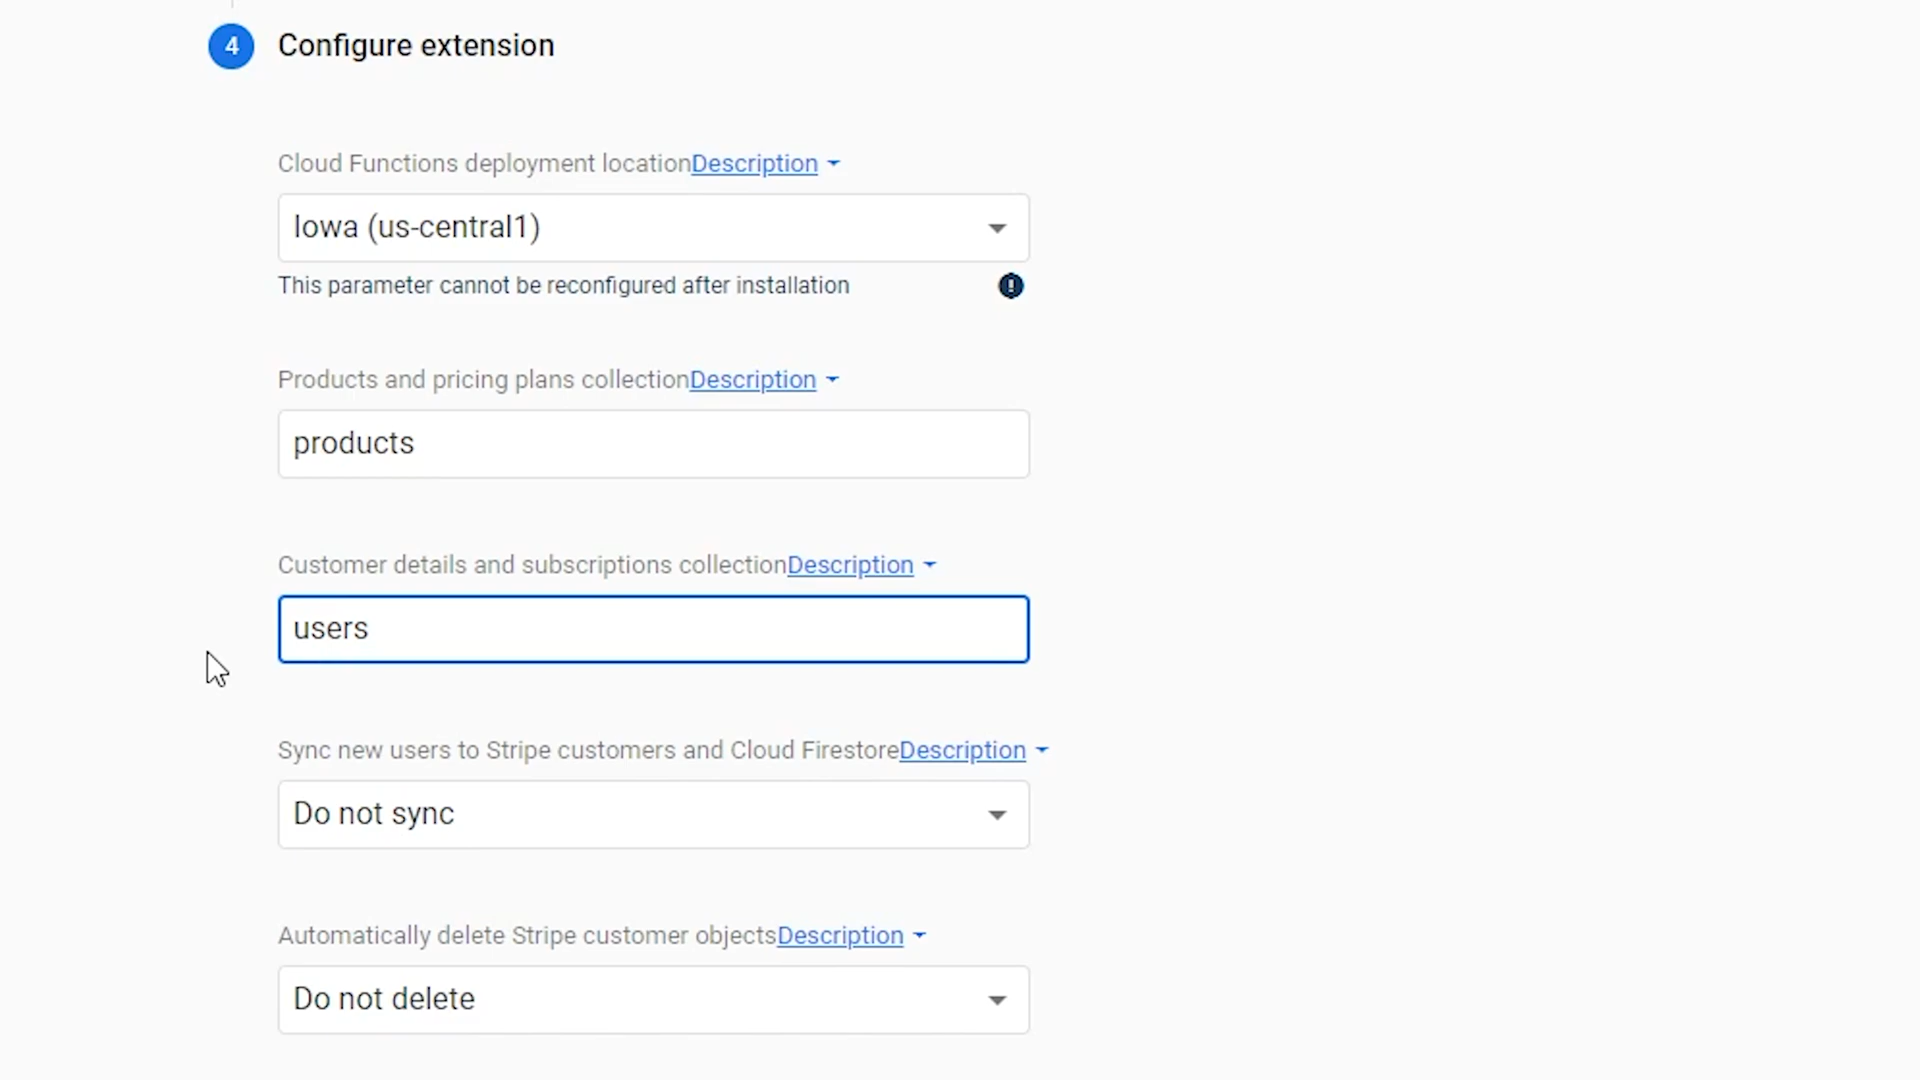 4 Configure extension
Cloud Functions deployment locationDescription
Iowa (us-central1)
This parameter cannot be reconfigured after installation
Products and pricing plans collectionDescription
products
Customer details and subscriptions collectionDescription
users
Sync new users to Stripe customers and Cloud FirestoreDescription
Do not sync
Automatically delete Stripe customer objectsDescription
Do not delete